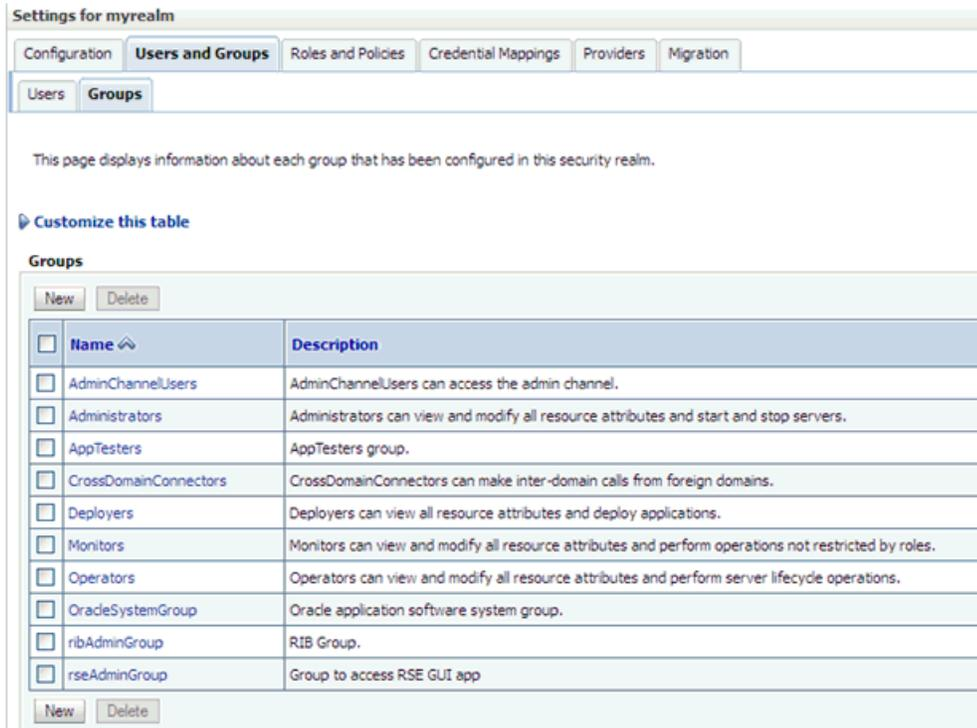 Settings for myrealm
Configuration Users and Groups Roles and Policies Credential Mappings Providers Migration
Users Groups
This page displays information about each group that has been configured in this security realm.
Customize this table
Groups
New Delete
Name Description
AdminChannelUsers AdminChannelUsers can access the admin channel.
Administrators Administrators can view and modify all resource attributes and start and stop servers.
AppTesters AppTesters group.
CrossDomainConnectors CrossDomainConnectors can make inter-domain calls from foreign domains.
Deployers Deployers can view all resource attributes and deploy applications.
Monitors Monitors can view and modify all resource attributes and perform operations not restricted by roles.
Operators Operators can view and modify all resource attributes and perform server lifecycle operations.
OracleSystemGroup Oracle application software system group.
ribAdminGroup RIB Group.
rseAdminGroup Group to access RSE GUI app
New Delete